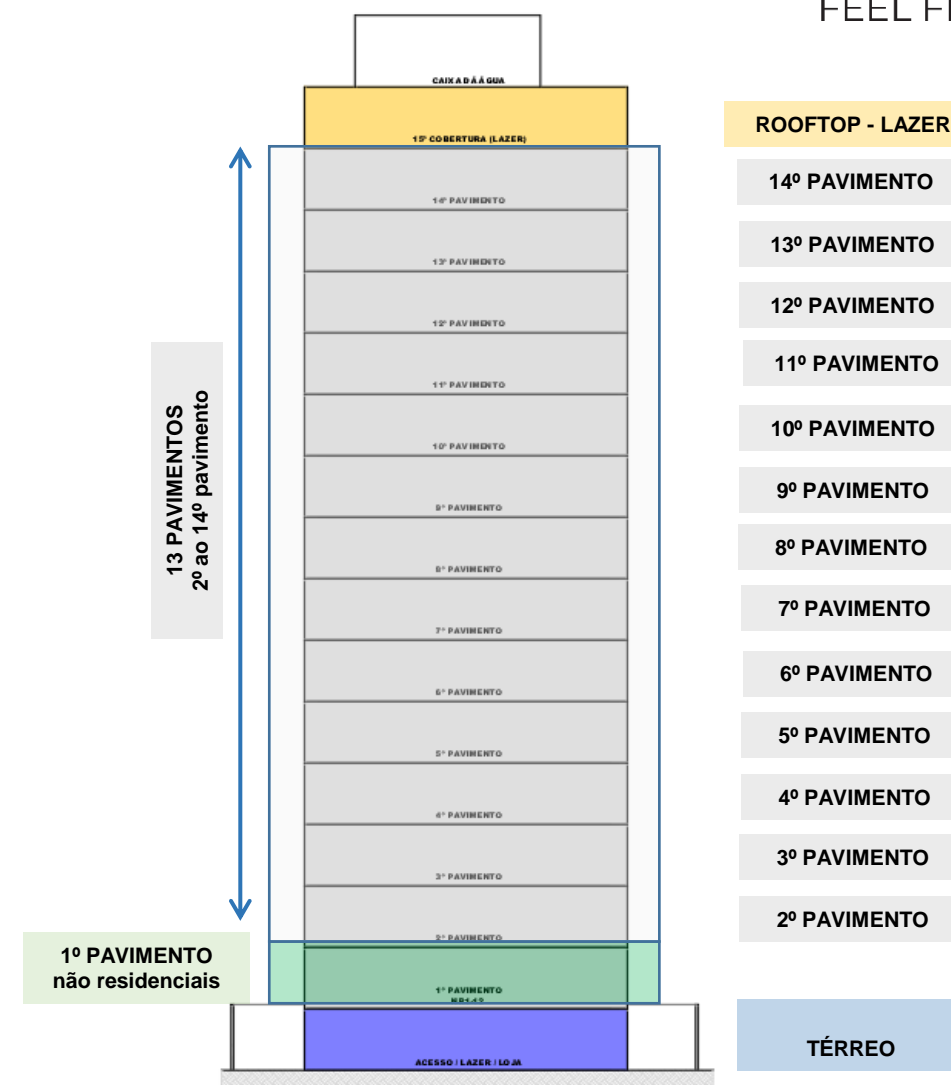 FEEL
CAIXA DÁ ÁGUA
15º COBERTURA (LAZER)
14º PAVIMENTO
13º PAVIMENTO
12º PAVIMENTO
11º PAVIMENTO
10º PAVIMENTO
9º PAVIMENTO
8º PAVIMENTO
7º PAVIMENTO
6º PAVIMENTO
5º PAVIMENTO
4º PAVIMENTO
3º PAVIMENTO
2º PAVIMENTO
1º PAVIMENTO
ACESSO / LAZER / LOJA
13 PAVIMENTOS
2º ao 14º pavimento
1º PAVIMENTO
não residenciais
ROOFTOP - LAZER
14º PAVIMENTO
13º PAVIMENTO
12º PAVIMENTO
11º PAVIMENTO
10º PAVIMENTO
9º PAVIMENTO
8º PAVIMENTO
7º PAVIMENTO
6º PAVIMENTO
5º PAVIMENTO
4º PAVIMENTO
3º PAVIMENTO
2º PAVIMENTO
TÉRREO